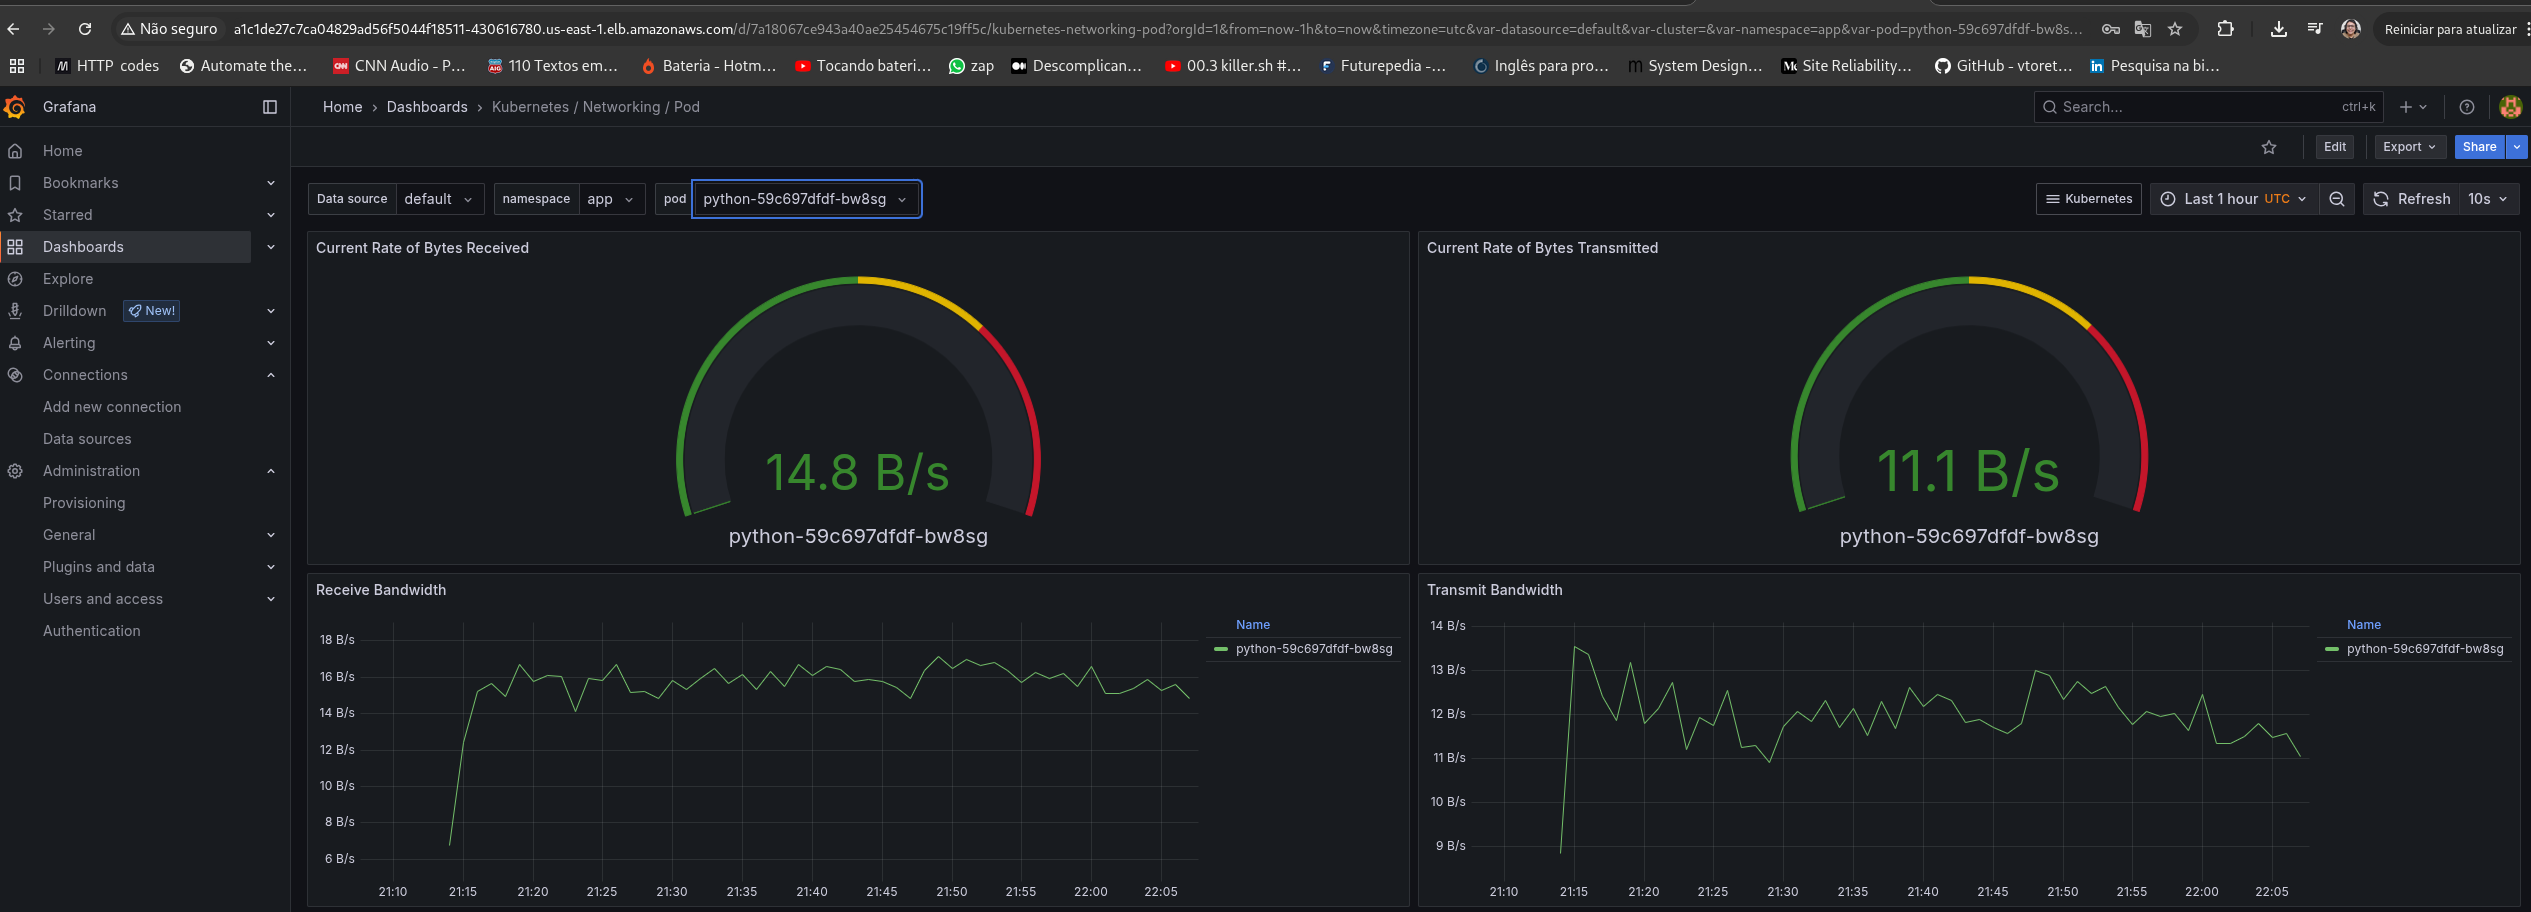 Não seguro a1c1de27c7ca04829ad56f5044f18511-430616780.us-east-1.elb.amazonaws.com/d/7a18067ce943a40ae25454675c19ff5c/kubernetes-networking-pod?orgId=1&from=now-1h&to=now&timezone=utc&var-datasource=default&var-cluster=&var-namespace=app&var-pod=python-59c697dfdf-bw8s... Reiniciar para atualizar
HTTP codes Automate the... CNN Audio - P... 110 Textos em... Bateria - Hotm... Tocando bateri... zap Descomplican... 00.3 killer.sh #... Futurepedia -... Inglês para pro... System Design... Site Reliability... GitHub - vtoret... Pesquisa na bi...
Grafana
Home › Dashboards › Kubernetes / Networking / Pod
Search... ctrl+k
Edit Export Share
Home
Bookmarks
Starred
Dashboards
Explore
Drilldown New!
Alerting
Connections
Add new connection
Data sources
Administration
Provisioning
General
Plugins and data
Users and access
Authentication
Data source default namespace app pod python-59c697dfdf-bw8sg
Kubernetes Last 1 hour UTC Refresh 10s
Current Rate of Bytes Received
14.8 B/s
python-59c697dfdf-bw8sg
Current Rate of Bytes Transmitted
11.1 B/s
python-59c697dfdf-bw8sg
Receive Bandwidth
18 B/s
16 B/s
14 B/s
12 B/s
10 B/s
8 B/s
6 B/s
21:10 21:15 21:20 21:25 21:30 21:35 21:40 21:45 21:50 21:55 22:00 22:05
Name
python-59c697dfdf-bw8sg
Transmit Bandwidth
14 B/s
13 B/s
12 B/s
11 B/s
10 B/s
9 B/s
21:10 21:15 21:20 21:25 21:30 21:35 21:40 21:45 21:50 21:55 22:00 22:05
Name
python-59c697dfdf-bw8sg